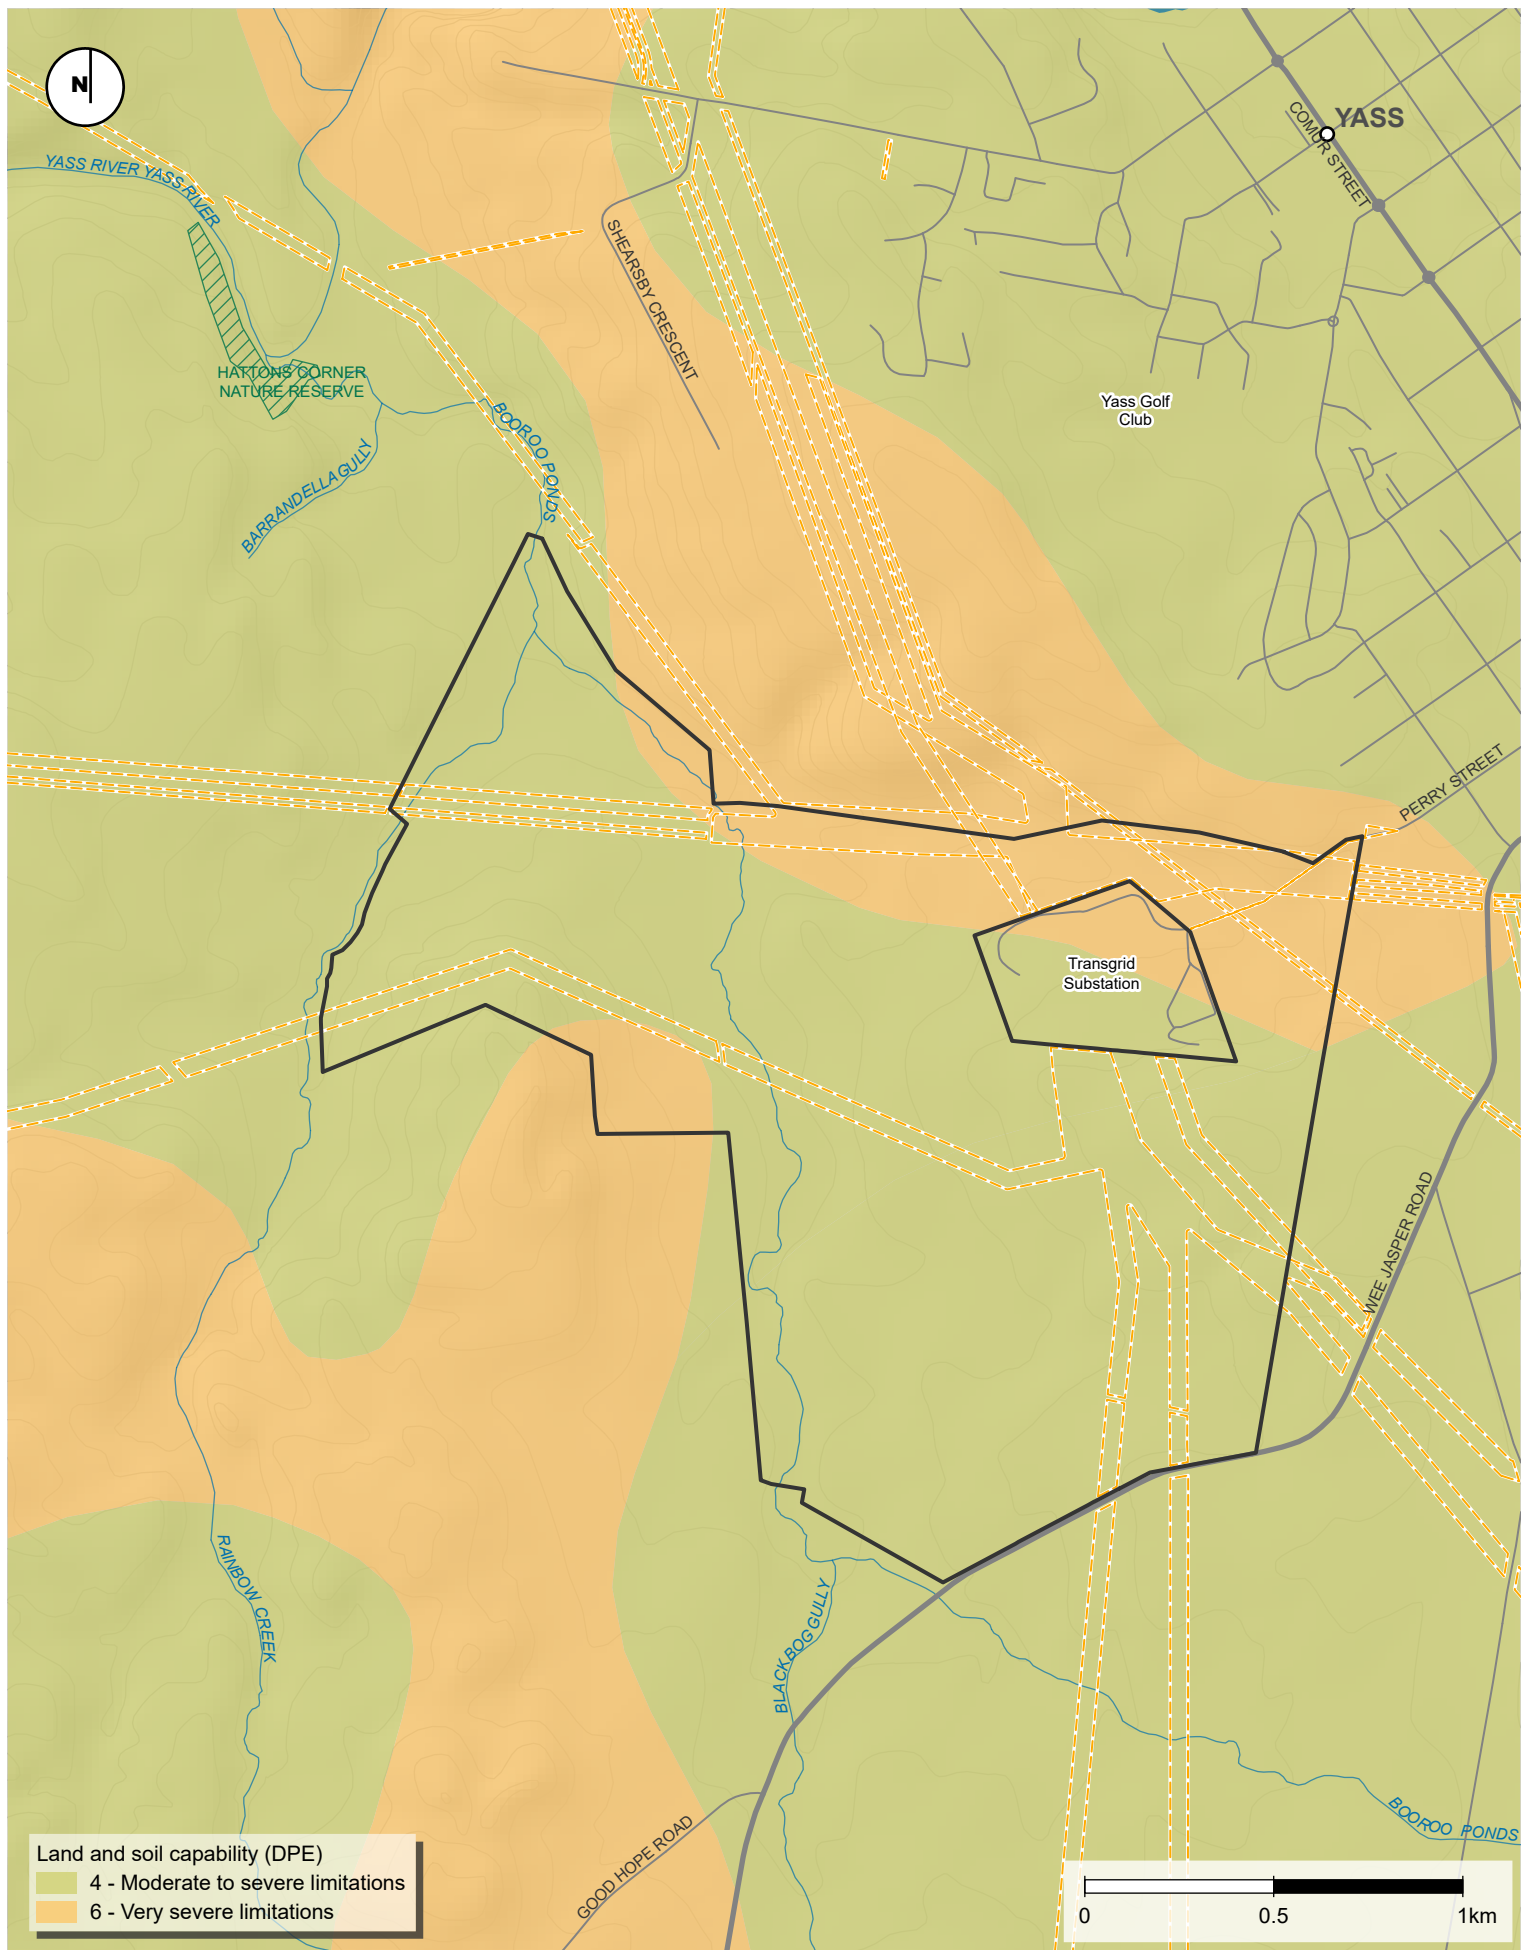 N
YASS
COMUR STREET
YASS RIVER YASS RIVER
SHEARSBY CRESCENT
HATTONS CORNER
NATURE RESERVE
BOOROO PONDS
Yass Golf
Club
BARRANDELLA GULLY
PERRY STREET
Transgrid
Substation
WEE JASPER ROAD
RAINBOW CREEK
BLACK BOG GULLY
BOOROO PONDS
GOOD HOPE ROAD
Land and soil capability (DPE)
4 - Moderate to severe limitations
6 - Very severe limitations
0 0.5 1km